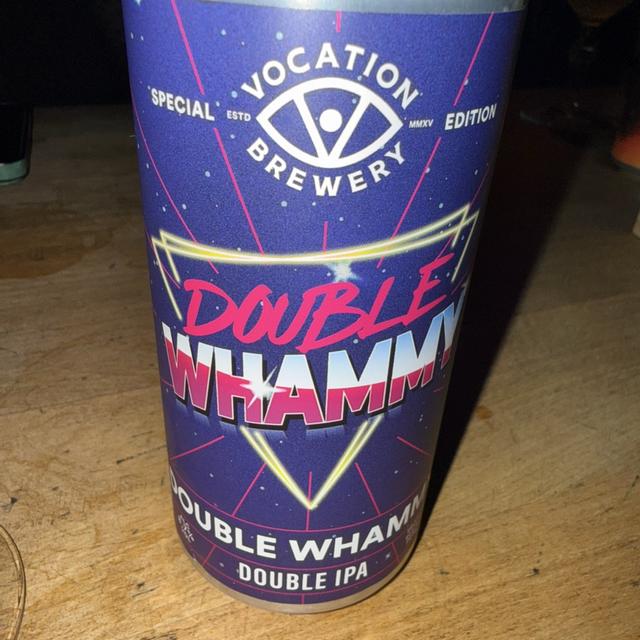 VOCATION
SPECIAL ESTD MMXV EDITION
BREWERY
DOUBLE
WHAMMY
DOUBLE WHAMM
DOUBLE IPA